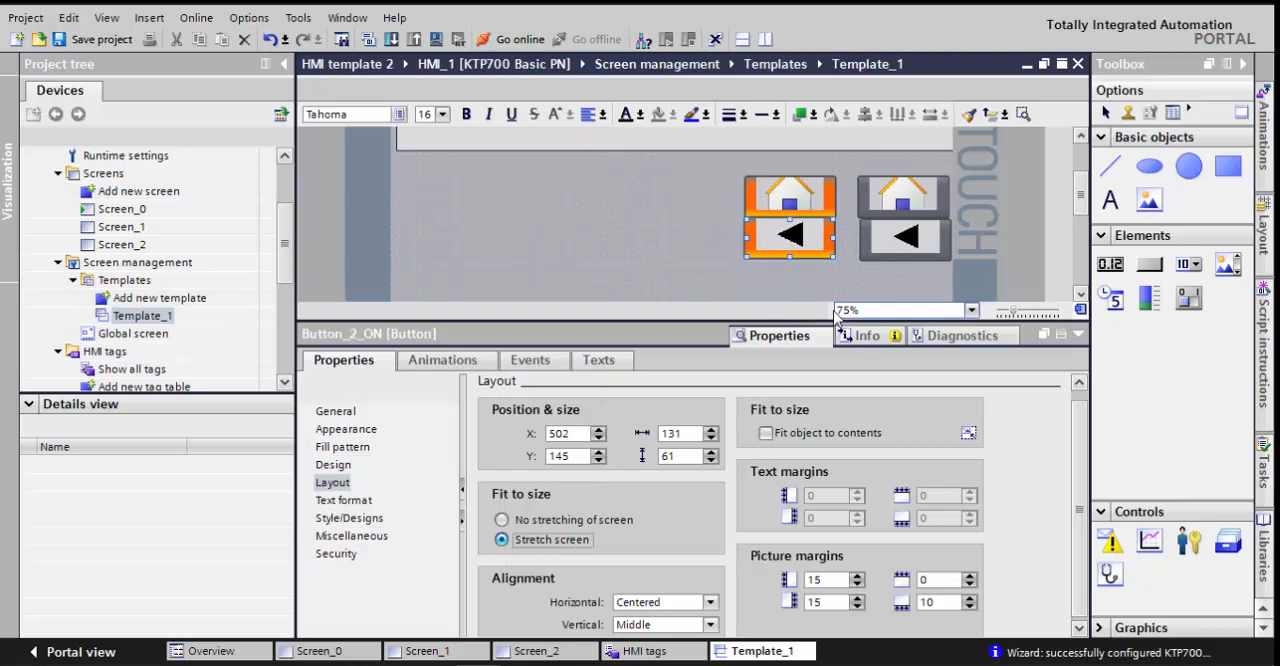 Project Edit View Insert Online Options Tools Window Help
Totally Integrated Automation
PORTAL
Save project
Go online
Go offline
Project tree
HMI template 2 HMI_1 [KTP700 Basic PN] Screen management Templates Template_1
Toolbox
Devices
Options
Tahoma
16
B I U S A
Runtime settings
Screens
Add new screen
Screen_0
Screen_1
Screen_2
Screen management
Templates
Add new template
Template_1
Global screen
HMI tags
Show all tags
Add new tag table
TOUCH
75%
Basic objects
A
Elements
0.12
10
Visualization
Animations
Layout
Script instructions
Tasks
Libraries
Button_2_ON [Button]
Properties
Info
Diagnostics
Properties Animations Events Texts
Details view
Name
General
Appearance
Fill pattern
Design
Layout
Text format
Style/Designs
Miscellaneous
Security
Layout
Position & size
X: 502 131
Y: 145 61
Fit to size
No stretching of screen
Stretch screen
Alignment
Horizontal: Centered
Vertical: Middle
Fit to size
Fit object to contents
Text margins
0 0
0 0
Picture margins
15 0
15 10
Controls
Graphics
Portal view
Overview
Screen_0
Screen_1
Screen_2
HMI tags
Template_1
Wizard: successfully configured KTP700...